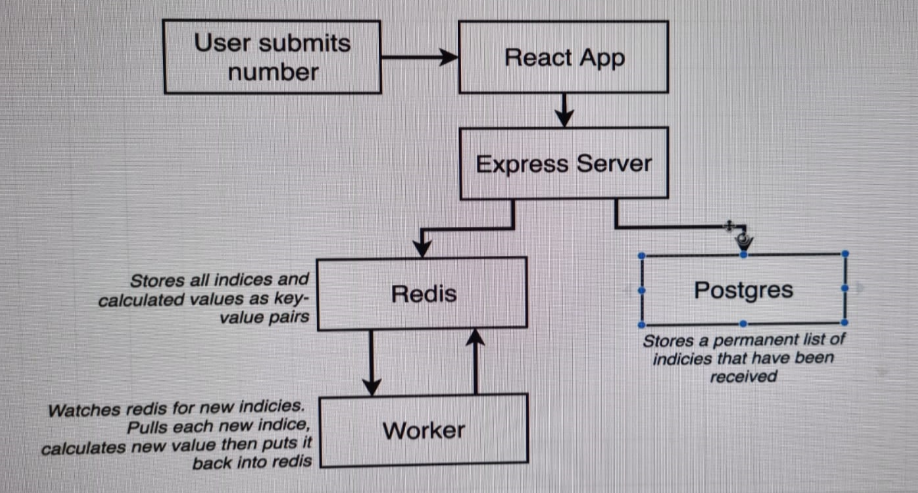 User submits
number
React App
Express Server
Stores all indices and
calculated values as key-
value pairs
Redis
Postgres
Stores a permanent list of
indicies that have been
received
Watches redis for new indicies.
Pulls each new indice,
calculates new value then puts it
back into redis
Worker